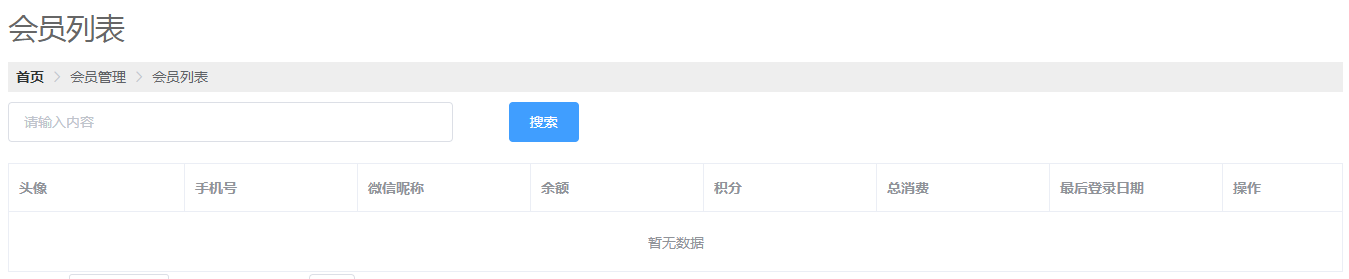 会员列表
首页 会员管理 会员列表
请输入内容 搜索
头像 手机号 微信昵称 余额 积分 总消费 最后登录日期 操作
暂无数据